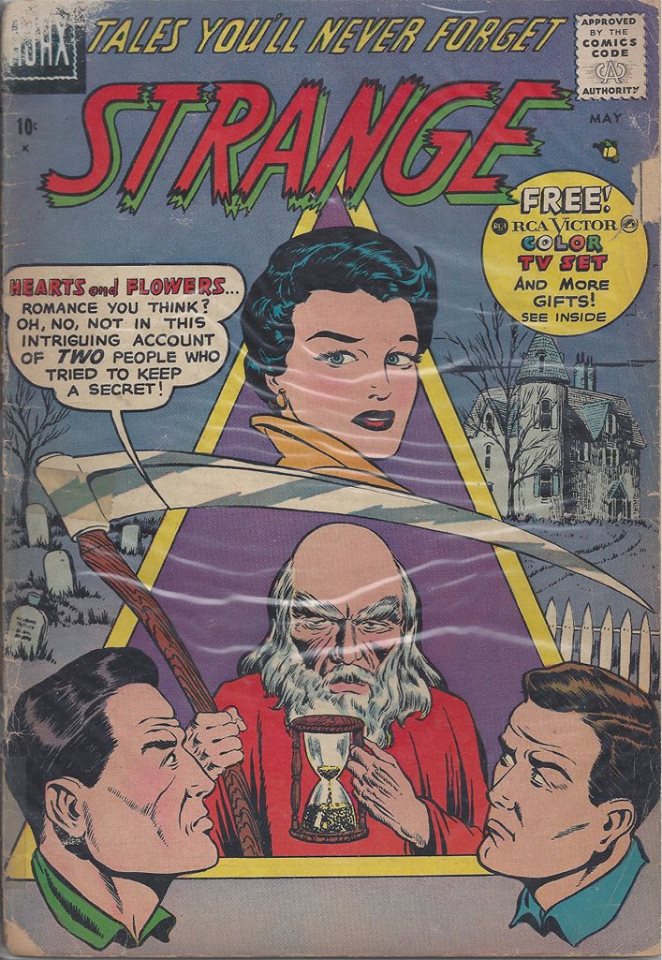 AJAX
TALES YOU'LL NEVER FORGET
APPROVED
BY THE
COMICS
CODE
CA
AUTHORITY
STRANGE
10¢
K
MAY
FREE!
RCA RCA VICTOR
COLOR
TV SET
AND MORE
GIFTS!
SEE INSIDE
HEARTS and FLOWERS...
ROMANCE YOU THINK?
OH, NO, NOT IN THIS
INTRIGUING ACCOUNT
OF TWO PEOPLE WHO
TRIED TO KEEP
A SECRET!